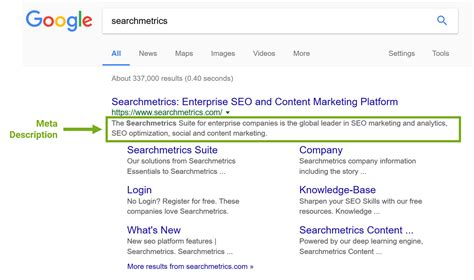 Google
searchmetrics
All News Maps Images Videos More Settings Tools
About 337,000 results (0.40 seconds)
Searchmetrics: Enterprise SEO and Content Marketing Platform
https://www.searchmetrics.com/
Meta
Description
The Searchmetrics Suite for enterprise companies is the global leader in SEO marketing and analytics,
SEO optimization, social and content marketing.
Searchmetrics Suite
Our solutions from Searchmetrics
Essentials to Searchmetrics ...
Company
Searchmetrics company information
including the story ...
Login
No Login? Register for free. These
companies love Searchmetrics.
Knowledge-Base
Sharpen your SEO Skills with our free
resources. Knowledge ...
What's New
New seo platform features |
Searchmetrics ...
Searchmetrics Content ...
Powered by our deep learning engine,
Searchmetrics Content ...
More results from searchmetrics.com »